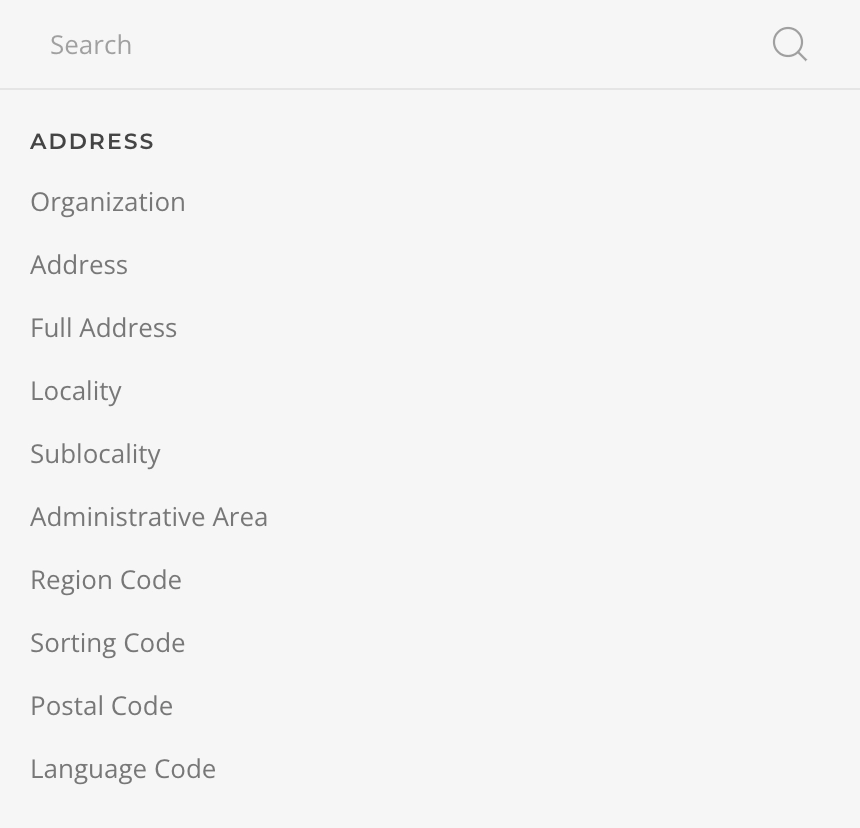 Search
ADDRESS
Organization
Address
Full Address
Locality
Sublocality
Administrative Area
Region Code
Sorting Code
Postal Code
Language Code